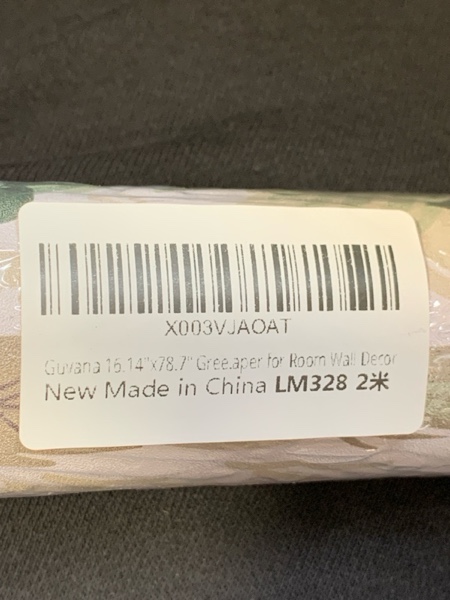 X003VJAOAT
Guvana 16.14"x78.7" Gree.aper for Room Wall Decor
New Made in China LM328 2米